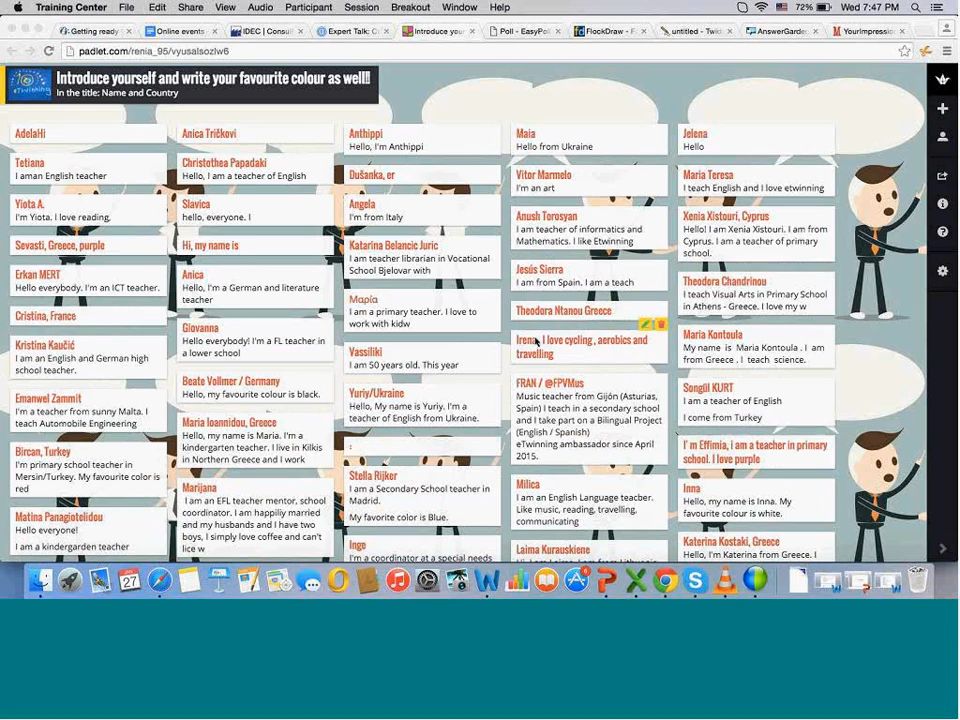 Training Center File Edit Share View Audio Participant Session Breakout Window Help 72% Wed 7:47 PM
Getting ready Online events IDEC | Consul Expert Talk: C Introduce your Poll - EasyPoll FlockDraw - F untitled - Twid AnswerGarden YourImpression
padlet.com/renia_95/vyusalsozlw6
Introduce yourself and write your favourite colour as well!!
In the title: Name and Country
AdelaHi
Tetiana
I aman English teacher
Yiota A.
I'm Yiota. I love reading,
Sevasti, Greece, purple
Erkan MERT
Hello everybody. I'm an ICT teacher.
Cristina, France
Kristina Kaučić
I am an English and German high
school teacher.
Emanwel Zammit
I'm a teacher from sunny Malta. I
teach Automobile Engineering
Bircan, Turkey
I'm primary school teacher in
Mersin/Turkey. My favourite color is
red
Matina Panagiotelidou
Hello everyone!
I am a kindergarden teacher
Anica Tričkovi
Christothea Papadaki
Hello, I am a teacher of English
Slavica
hello, everyone. I
Hi, my name is
Anica
Hello, I'm a German and literature
teacher
Giovanna
Hello everybody! I'm a FL teacher in
a lower school
Beate Vollmer / Germany
Hello, my favourite colour is black.
Maria Ioannidou, Greece
Hello, my name is Maria. I'm a
kindergarten teacher. I live in Kilkis
in Northern Greece and I work
Marijana
I am an EFL teacher mentor, school
coordinator. I am happiliy married
and my husbands and I have two
boys, I simply love coffee and can't
lice w
Anthippi
Hello, I'm Anthippi
Dušanka, er
Angela
I'm from Italy
Katarina Belancic Juric
I am teacher librarian in Vocational
School Bjelovar with
Μαρία
I am a primary teacher. I love to
work with kidw
Vassiliki
I am 50 years old. This year
Yuriy/Ukraine
Hello, My name is Yuriy. I'm a
teacher of English from Ukraine.
:
Stella Rijker
I am a Secondary School teacher in
Madrid.
My favorite color is Blue.
Inge
I'm a coordinator at a special needs
Maia
Hello from Ukraine
Vitor Marmelo
I'm an art
Anush Torosyan
I am teacher of informatics and
Mathematics. I like Etwinning
Jesús Sierra
I am from Spain. I am a teach
Theodora Ntanou Greece
Irena, I love cycling, aerobics and
travelling
FRAN / @FPVMus
Music teacher from Gijón (Asturias,
Spain) I teach in a secondary school
and I take part on a Bilingual Project
(English / Spanish)
eTwinning ambassador since April
2015.
Milica
I am an English Language teacber.
Like music, reading, travelling,
communicating
Laima Kurauskiene
Jelena
Hello
Maria Teresa
I teach English and I love etwinning
Xenia Xistouri, Cyprus
Hello! I am Xenia Xistouri. I am from
Cyprus. I am a teacher of primary
school.
Theodora Chandrinou
I teach Visual Arts in Primary School
in Athens - Greece. I love my w
Maria Kontoula
My name is Maria Kontoula . I am
from Greece . I teach science.
Songül KURT
I am a teacher of English
I come from Turkey
I' m Effimia, i am a teacher in primary
school. I love purple
Inna
Hello, my name is Inna. My
favourite colour is white.
Katerina Kostaki, Greece
Hello, I'm Katerina from Greece. I
27